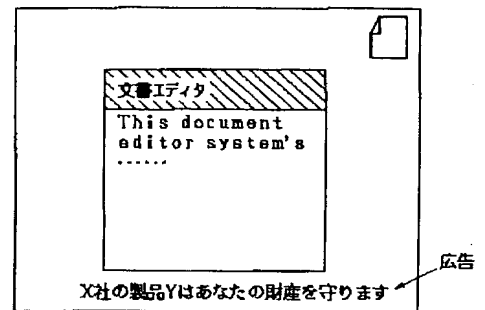 文書エディタ
This document
editor system's
......
広告
X社の製品Yはあなたの財産を守ります